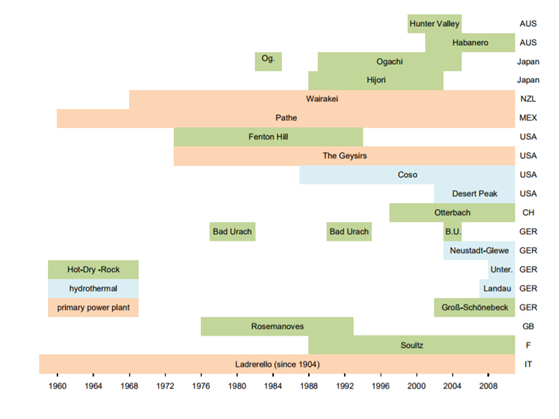 Hunter Valley AUS
Habanero AUS
Og. Ogachi Japan
Hijori Japan
Wairakei NZL
Pathe MEX
Fenton Hill USA
The Geysirs USA
Coso USA
Desert Peak USA
Otterbach CH
Bad Urach Bad Urach B.U. GER
Neustadt-Glewe GER
Hot-Dry -Rock Unter. GER
hydrothermal Landau GER
primary power plant Groß-Schönebeck GER
Rosemanoves GB
Soultz F
Ladrerello (since 1904) IT
1960 1964 1968 1972 1976 1980 1984 1988 1992 1996 2000 2004 2008